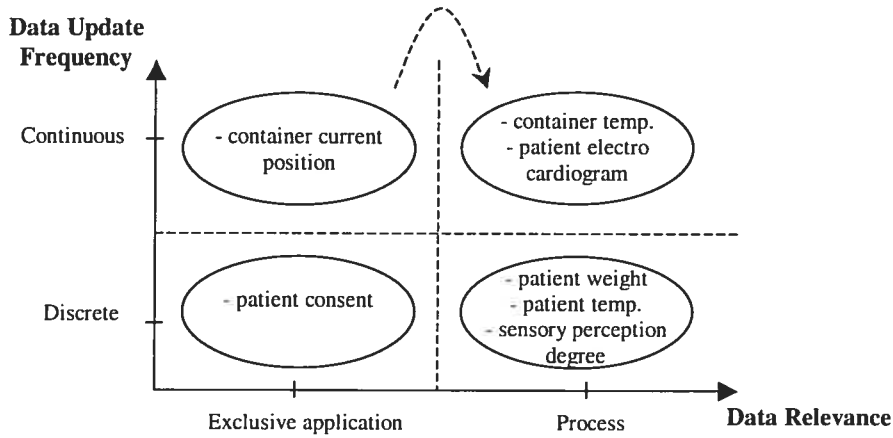 Data Update
Frequency
Continuous
- container current
position
- container temp.
- patient electro
cardiogram
Discrete
- patient consent
- patient weight
- patient temp.
- sensory perception
degree
Exclusive application
Process
Data Relevance